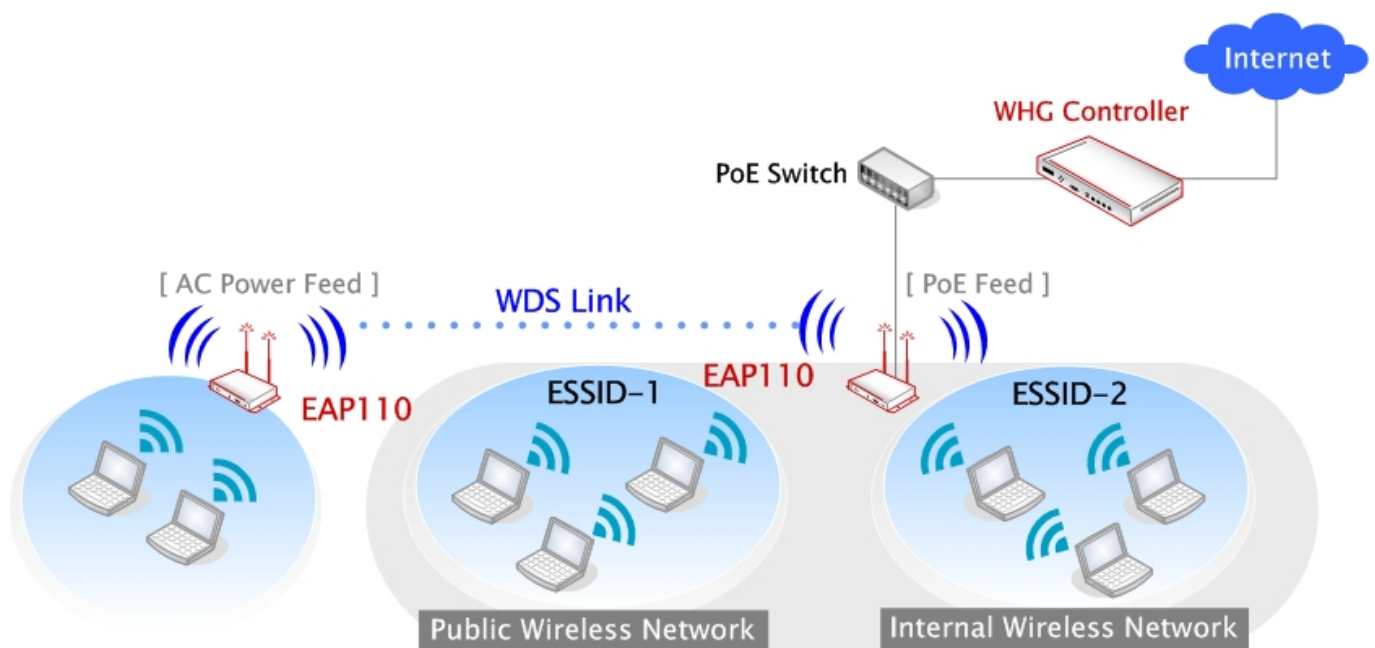 Internet
WHG Controller
PoE Switch
[ AC Power Feed ]
[ PoE Feed ]
WDS Link
EAP110
EAP110
ESSID-1
ESSID-2
Public Wireless Network
Internal Wireless Network